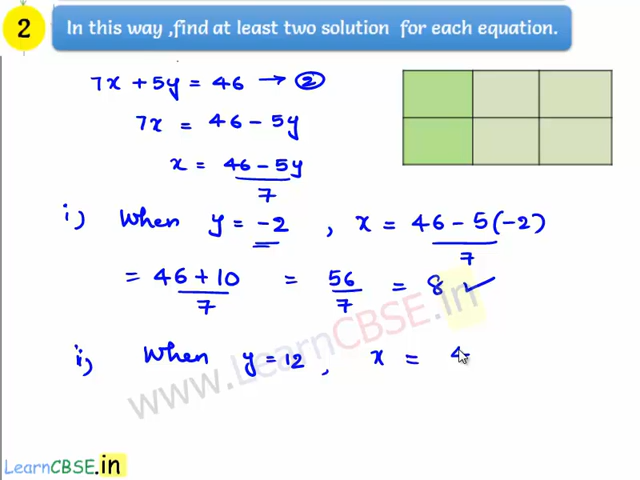 2 In this way ,find at least two solution for each equation.
7x + 5y = 46 → ②
7x = 46 - 5y
x = 46 - 5y / 7
i) When y = -2 , x = 46 - 5(-2) / 7
= 46 + 10 / 7 = 56 / 7 = 8 ✓
ii) When y = 12 , x = 4
www.LearnCBSE.in
LearnCBSE.in